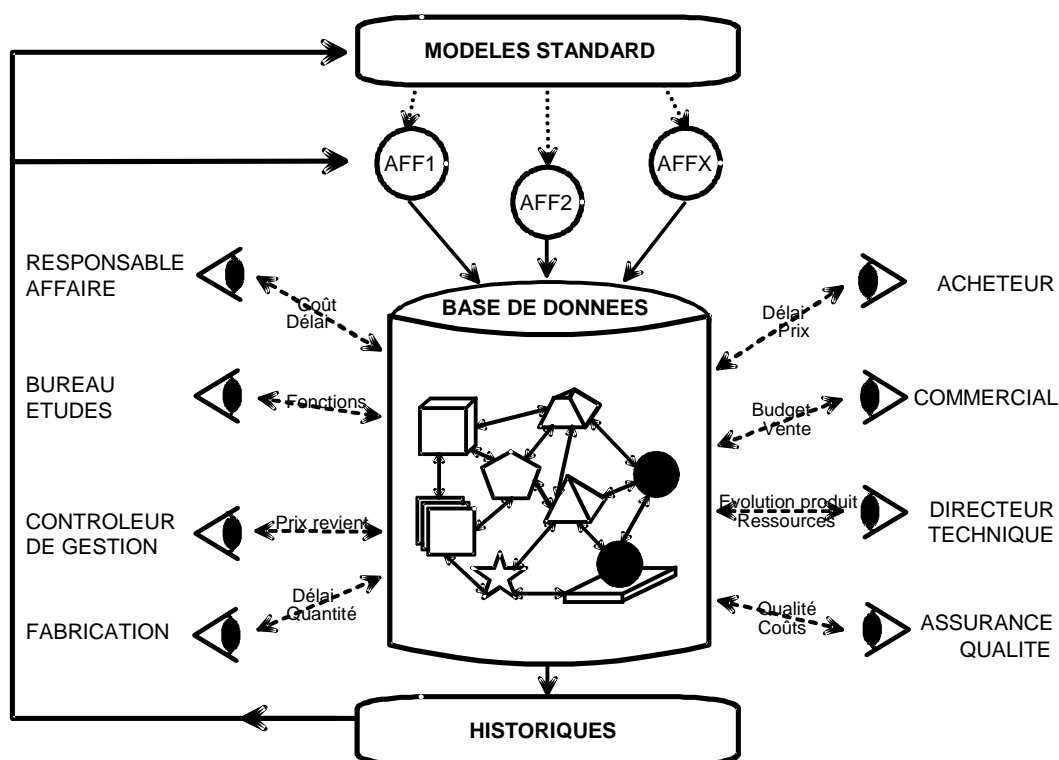 MODELES STANDARD
AFF1
AFF2
AFFX
RESPONSABLE
AFFAIRE
Coût
Délai
BASE DE DONNEES
Délai
Prix
ACHETEUR
BUREAU
ETUDES
Fonctions
Budget
Vente
COMMERCIAL
CONTROLEUR
DE GESTION
Prix revient
Evolution produit
Ressources
DIRECTEUR
TECHNIQUE
FABRICATION
Délai
Quantité
Qualité
Coûts
ASSURANCE
QUALITE
HISTORIQUES